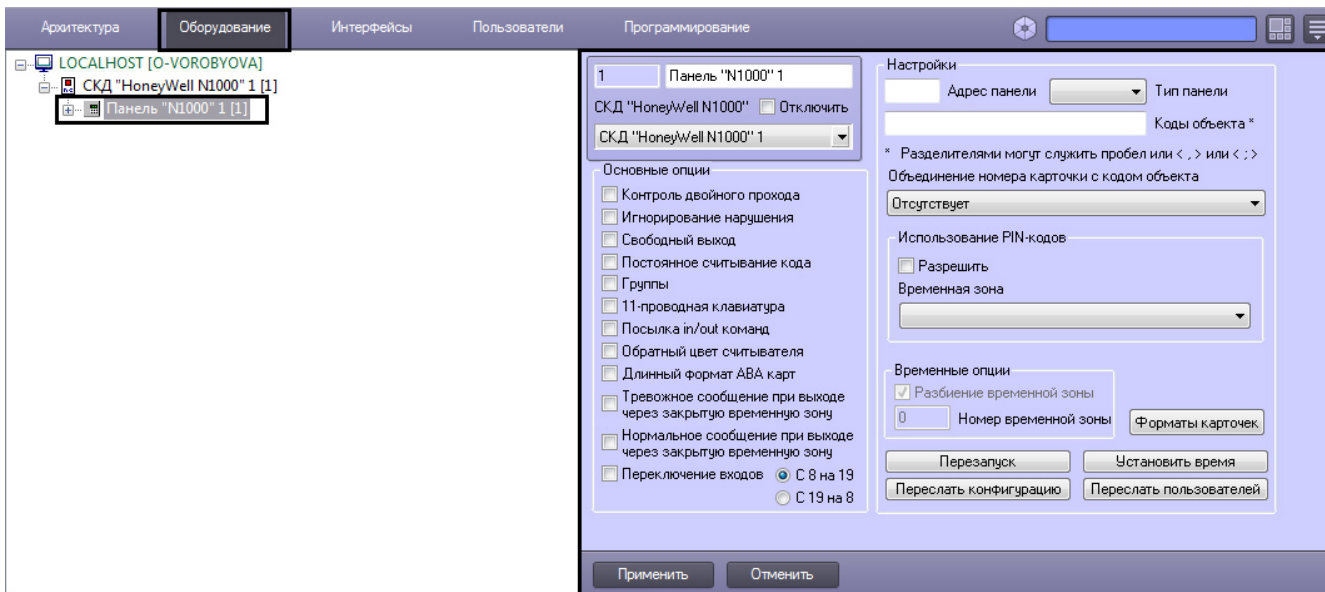 Архитектура Оборудование Интерфейсы Пользователи Программирование
LOCALHOST [O-VOROBYOVA]
СКД "HoneyWell N1000" 1 [1]
Панель "N1000" 1 [1]
1 Панель "N1000" 1
СКД "HoneyWell N1000" Отключить
СКД "HoneyWell N1000" 1
Основные опции
Контроль двойного прохода
Игнорирование нарушения
Свободный выход
Постоянное считывание кода
Группы
11-проводная клавиатура
Посылка in/out команд
Обратный цвет считывателя
Длинный формат ABA карт
Тревожное сообщение при выходе
через закрытую временную зону
Нормальное сообщение при выходе
через закрытую временную зону
Переключение входов С 8 на 19
С 19 на 8
Настройки
Адрес панели Тип панели
Коды объекта *
* Разделителями могут служить пробел или < , > или < ; >
Объединение номера карточки с кодом объекта
Отсутствует
Использование PIN-кодов
Разрешить
Временная зона
Временные опции
Разбиение временной зоны
0 Номер временной зоны Форматы карточек
Перезапуск Установить время
Переслать конфигурацию Переслать пользователей
Применить Отменить